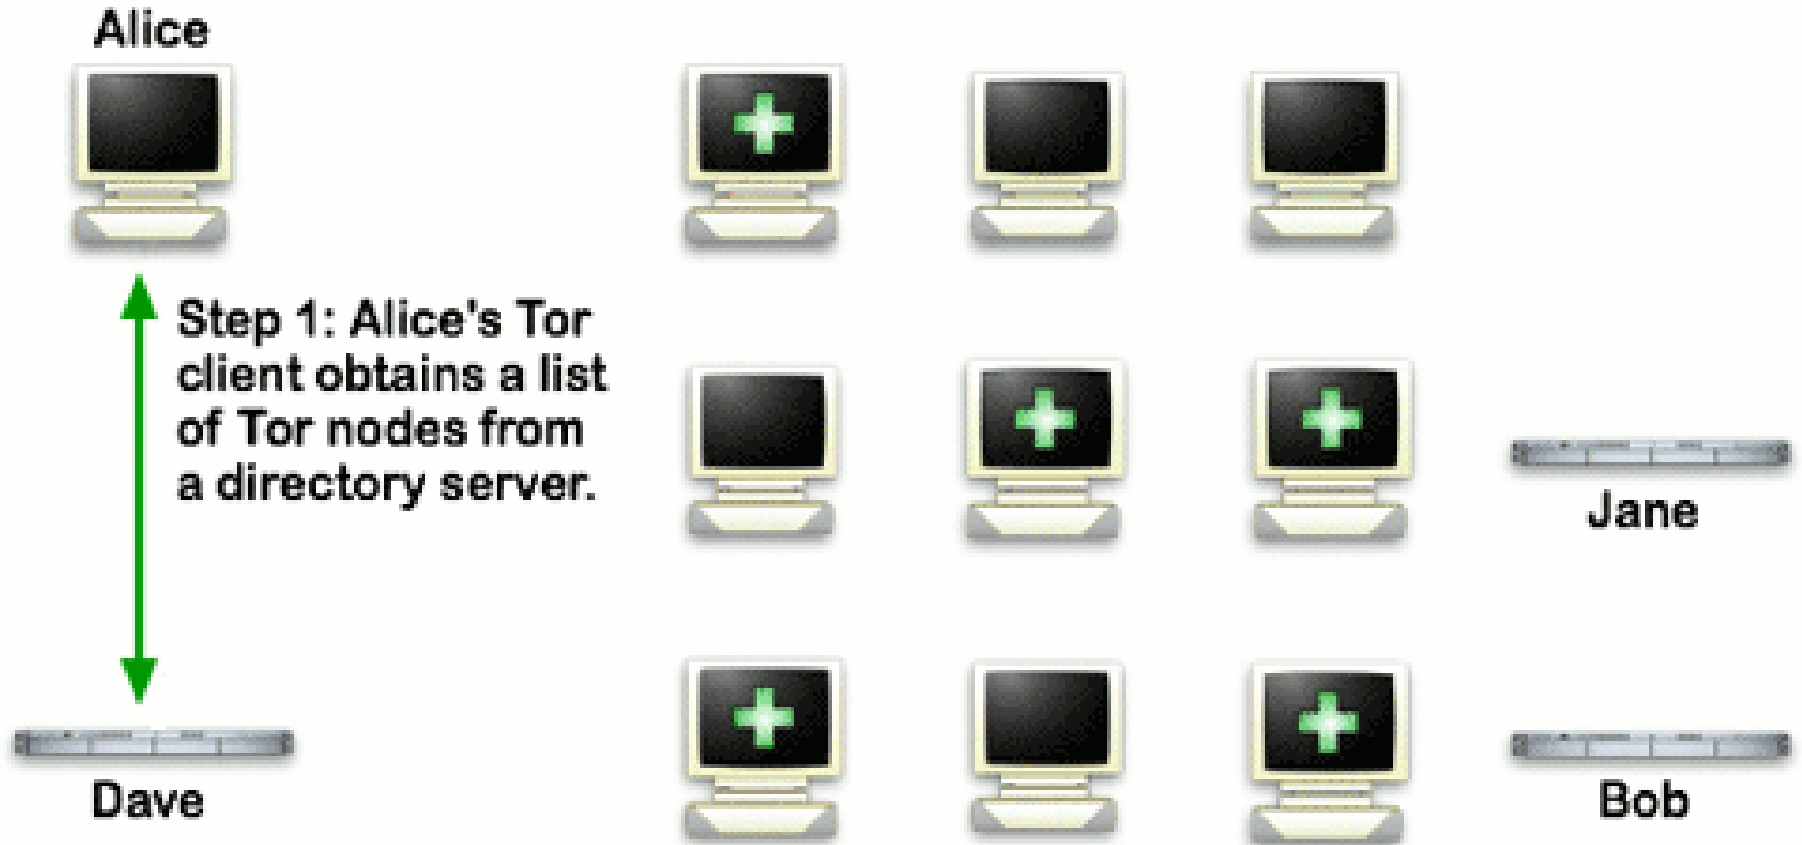 Alice
Step 1: Alice's Tor
client obtains a list
of Tor nodes from
a directory server.
Jane
Dave
Bob